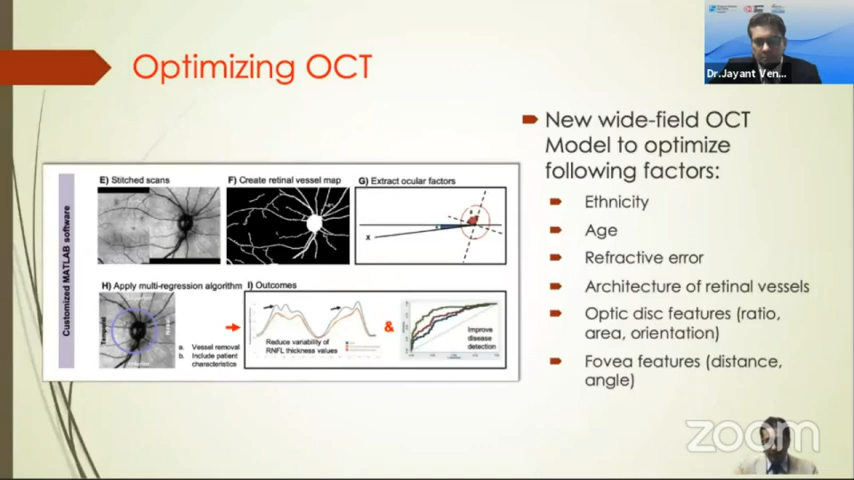 Optimizing OCT
Dr.Jayant Ven...
New wide-field OCT
Model to optimize
following factors:
Ethnicity
Age
Refractive error
Architecture of retinal vessels
Optic disc features (ratio,
area, orientation)
Fovea features (distance,
angle)
Customized MATLAB software
E) Stitched scans
F) Create retinal vessel map
G) Extract ocular factors
X
H) Apply multi-regression algorithm
I) Outcomes
Temporal
a. Vessel removal
b. Include patient
characteristics
Reduce variability of
RNFL thickness values
&
Improve
disease
detection
zoom